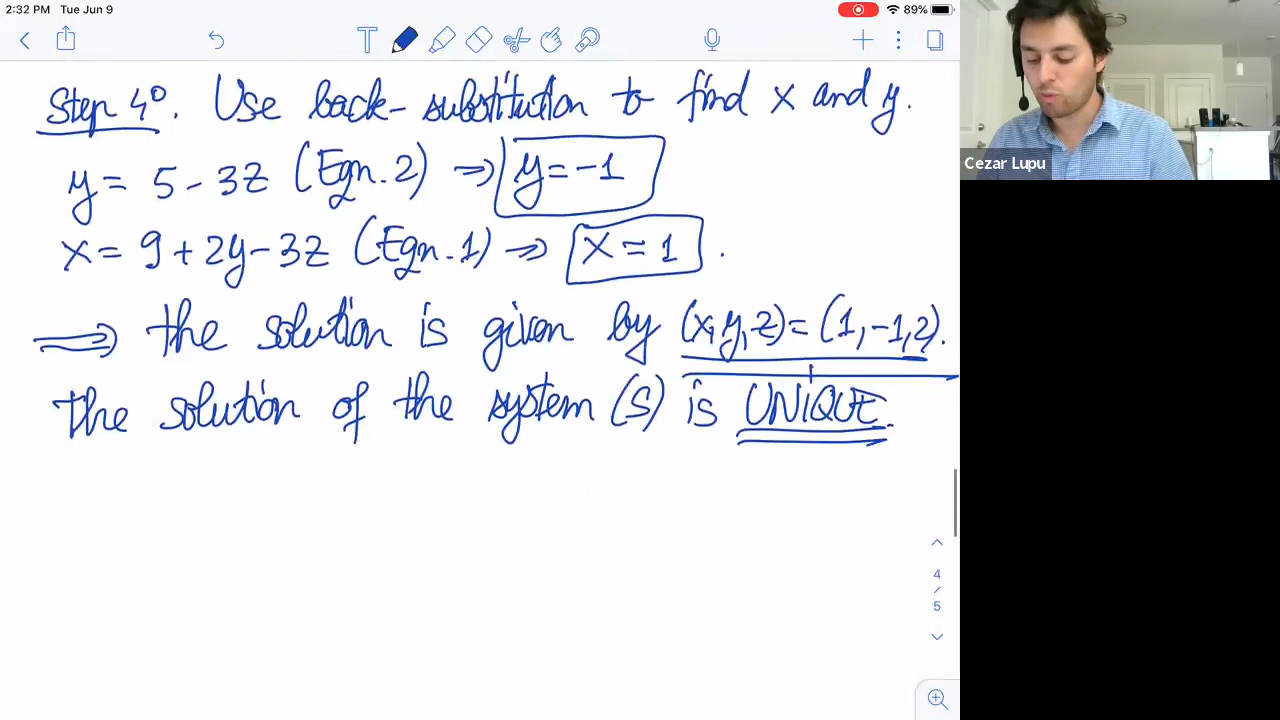 2:32 PM Tue Jun 9
89%
Step 4°. Use back-substitution to find x and y.
y = 5 - 3z (Eqn. 2) ⇒ y = -1
x = 9 + 2y - 3z (Eqn. 1) ⇒ x = 1.
⇒ the solution is given by (x, y, z) = (1, -1, 2).
The solution of the system (S) is UNIQUE.
4
/
5
Cezar Lupu